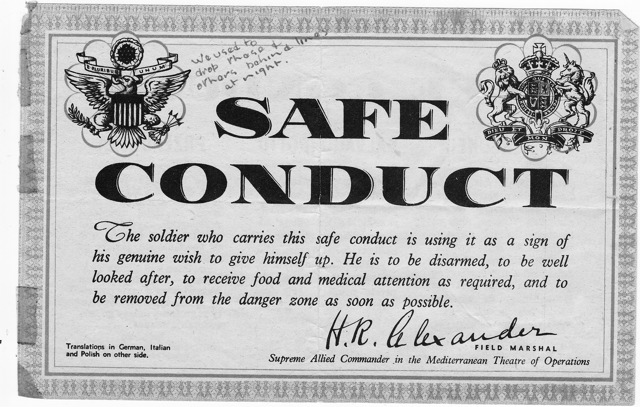 E PLURIBUS UNUM
We used to
drop these +
others behind lines
at night.
SAFE
CONDUCT
The soldier who carries this safe conduct is using it as a sign of
his genuine wish to give himself up. He is to be disarmed, to be well
looked after, to receive food and medical attention as required, and to
be removed from the danger zone as soon as possible.
H.R. Alexander
FIELD MARSHAL
Supreme Allied Commander in the Mediterranean Theatre of Operations
Translations in German, Italian
and Polish on other side.